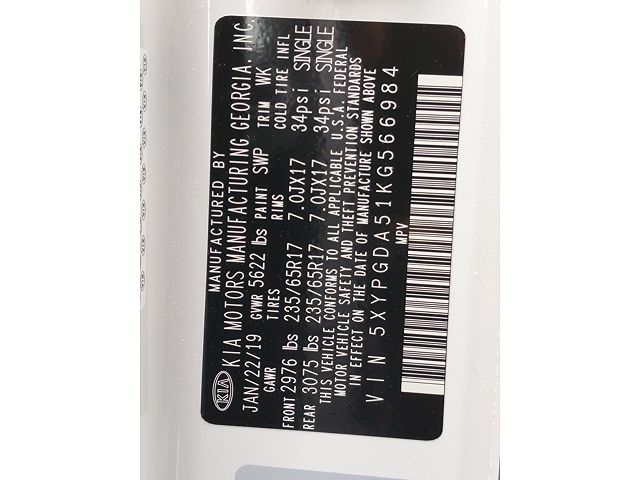 MANUFACTURED BY
KIA KIA MOTORS MANUFACTURING GEORGIA, INC.
JAN/22/19 GVWR 5622 lbs PAINT SWP TRIM WK
GAWR TIRES RIMS COLD TIRE INFL
FRONT 2976 lbs 235/65R17 7.0JX17 34psi SINGLE
REAR 3075 lbs 235/65R17 7.0JX17 34psi SINGLE
THIS VEHICLE CONFORMS TO ALL APPLICABLE U.S.A. FEDERAL
MOTOR VEHICLE SAFETY AND THEFT PREVENTION STANDARDS
IN EFFECT ON THE DATE OF MANUFACTURE SHOWN ABOVE
VIN 5XYPGDA51KG566984
MPV